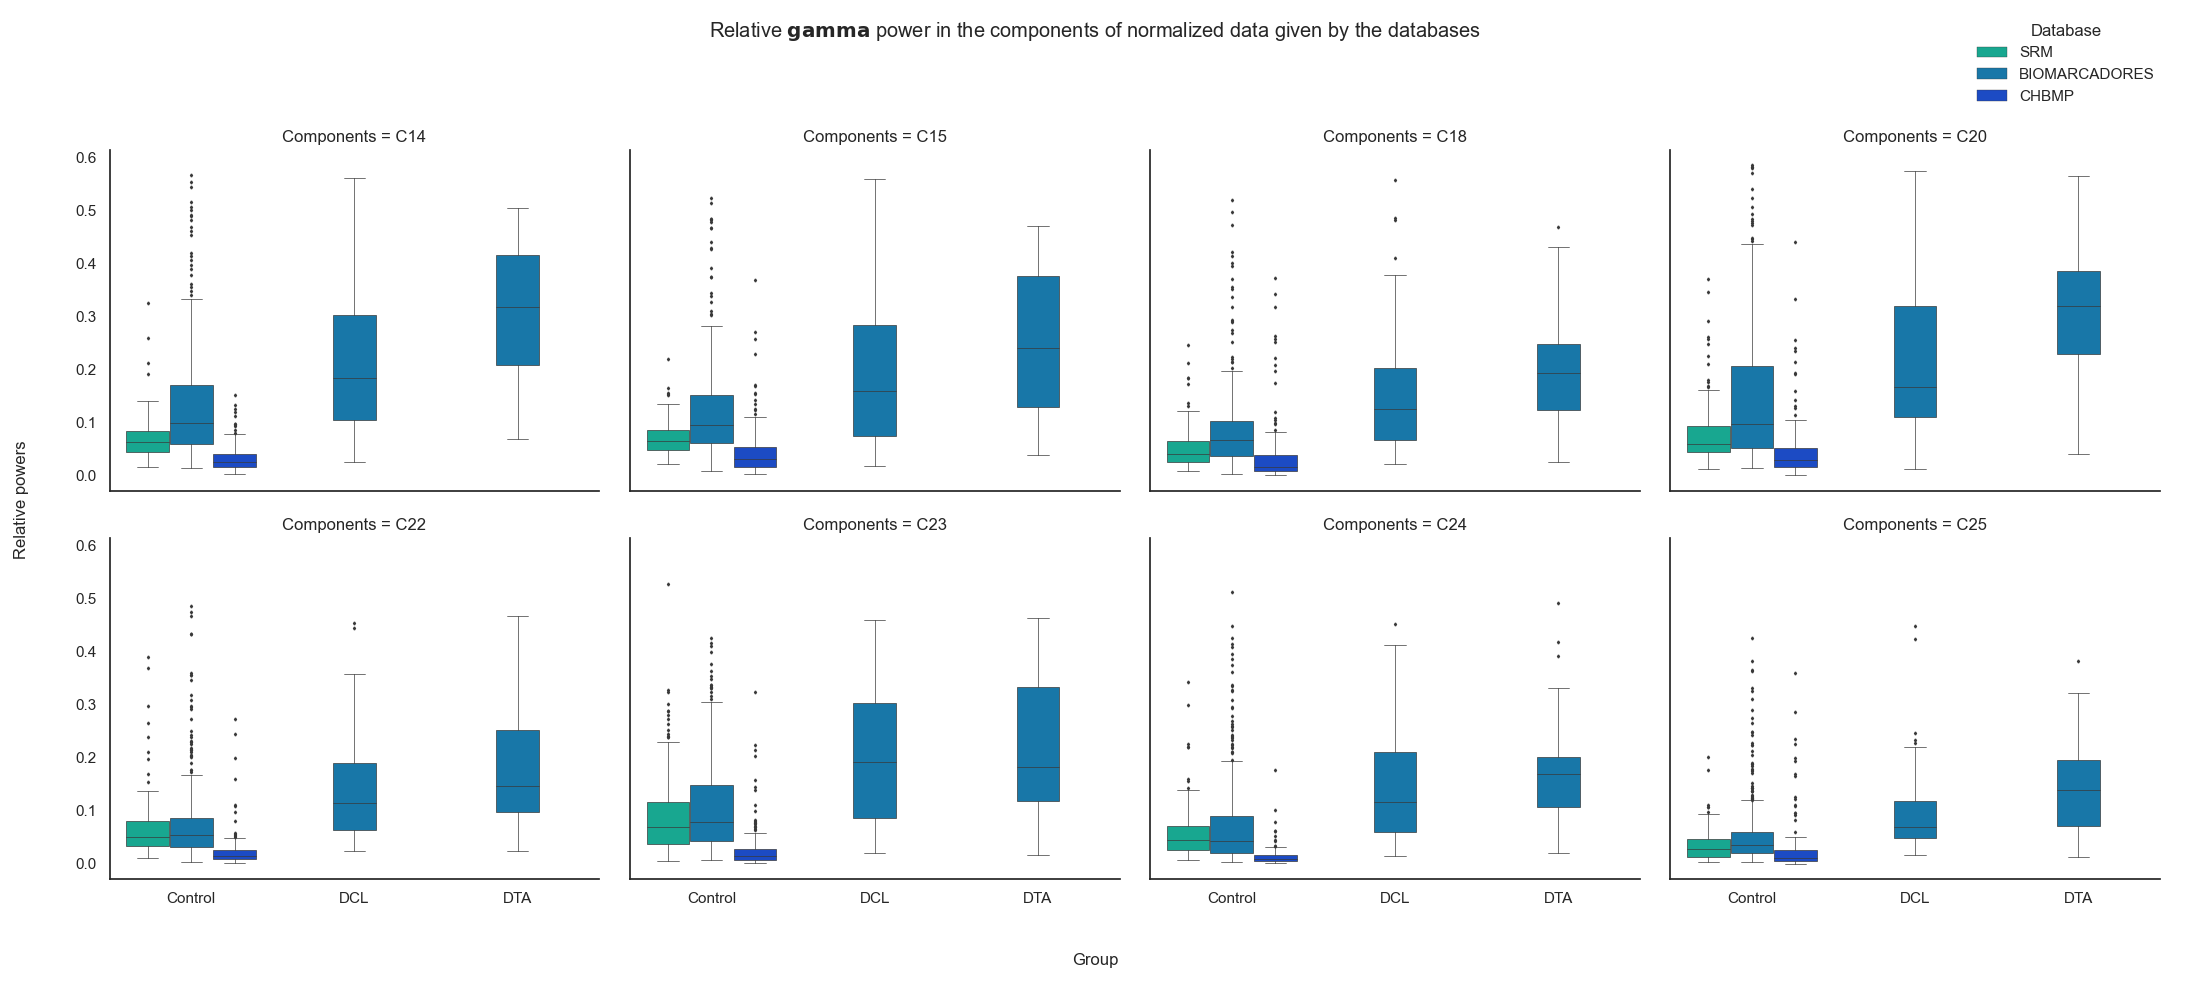 Relative gamma power in the components of normalized data given by the databases
Database
SRM
BIOMARCADORES
CHBMP
Components = C14
Components = C15
Components = C18
Components = C20
0.6
0.5
0.4
0.3
0.2
0.1
0.0
Relative powers
Components = C22
Components = C23
Components = C24
Components = C25
0.6
0.5
0.4
0.3
0.2
0.1
0.0
Control DCL DTA
Control DCL DTA
Control DCL DTA
Control DCL DTA
Group